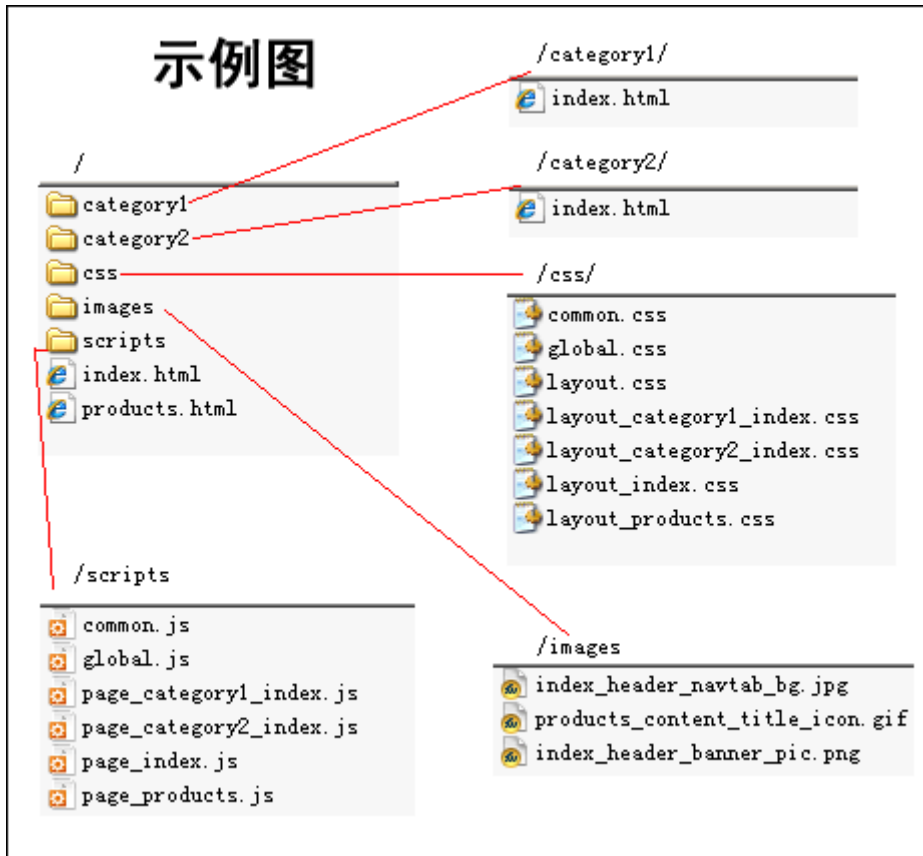 示例图
/
category1
category2
css
images
scripts
index.html
products.html
/category1/
index.html
/category2/
index.html
/css/
common.css
global.css
layout.css
layout_category1_index.css
layout_category2_index.css
layout_index.css
layout_products.css
/scripts
common.js
global.js
page_category1_index.js
page_category2_index.js
page_index.js
page_products.js
/images
index_header_navtab_bg.jpg
products_content_title_icon.gif
index_header_banner_pic.png